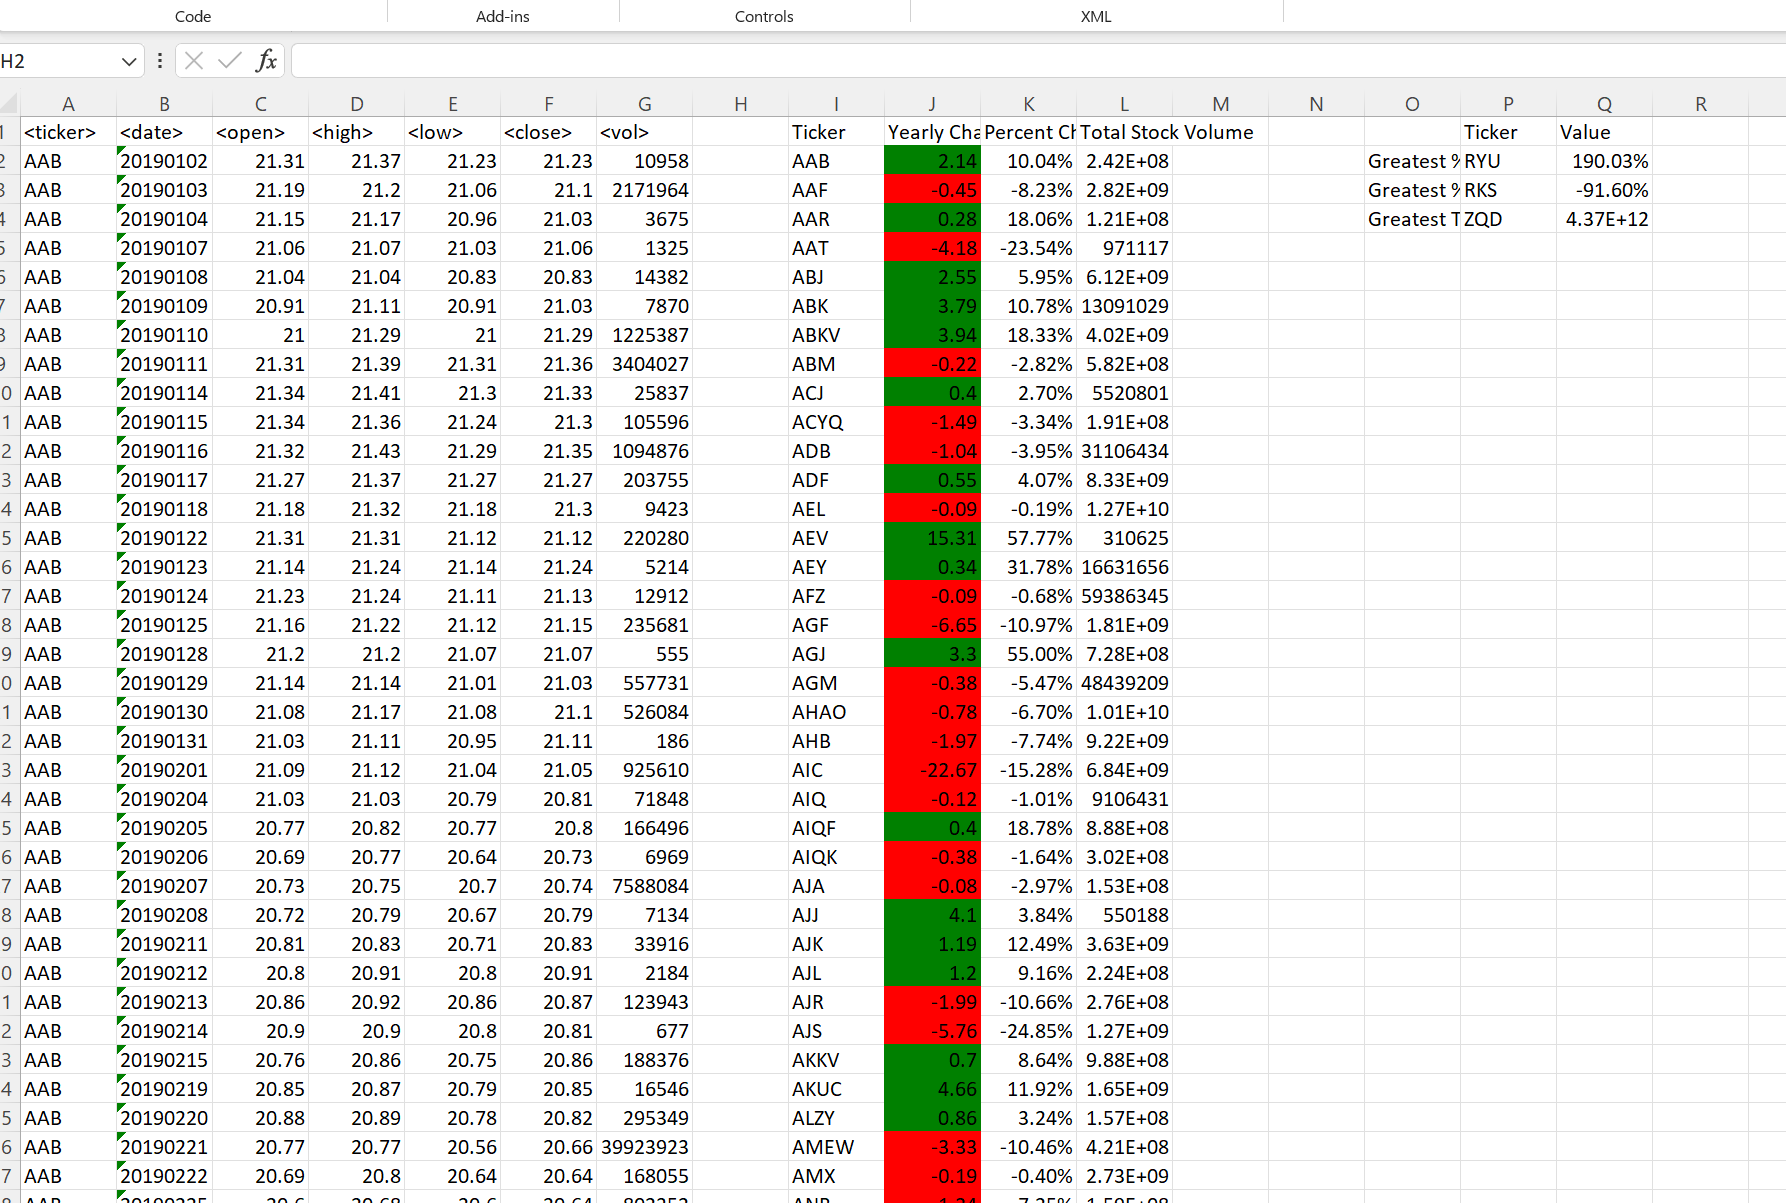 Code Add-ins Controls XML
H2 fx
A B C D E F G H I J K L M N O P Q R
1 <ticker> <date> <open> <high> <low> <close> <vol> Ticker Yearly Cha Percent Ch Total Stock Volume Ticker Value
2 AAB 20190102 21.31 21.37 21.23 21.23 10958 AAB 2.14 10.04% 2.42E+08 Greatest % RYU 190.03%
3 AAB 20190103 21.19 21.2 21.06 21.1 2171964 AAF -0.45 -8.23% 2.82E+09 Greatest % RKS -91.60%
4 AAB 20190104 21.15 21.17 20.96 21.03 3675 AAR 0.28 18.06% 1.21E+08 Greatest T ZQD 4.37E+12
5 AAB 20190107 21.06 21.07 21.03 21.06 1325 AAT -4.18 -23.54% 971117
6 AAB 20190108 21.04 21.04 20.83 20.83 14382 ABJ 2.55 5.95% 6.12E+09
7 AAB 20190109 20.91 21.11 20.91 21.03 7870 ABK 3.79 10.78% 13091029
8 AAB 20190110 21 21.29 21 21.29 1225387 ABKV 3.94 18.33% 4.02E+09
9 AAB 20190111 21.31 21.39 21.31 21.36 3404027 ABM -0.22 -2.82% 5.82E+08
0 AAB 20190114 21.34 21.41 21.3 21.33 25837 ACJ 0.4 2.70% 5520801
1 AAB 20190115 21.34 21.36 21.24 21.3 105596 ACYQ -1.49 -3.34% 1.91E+08
2 AAB 20190116 21.32 21.43 21.29 21.35 1094876 ADB -1.04 -3.95% 31106434
3 AAB 20190117 21.27 21.37 21.27 21.27 203755 ADF 0.55 4.07% 8.33E+09
4 AAB 20190118 21.18 21.32 21.18 21.3 9423 AEL -0.09 -0.19% 1.27E+10
5 AAB 20190122 21.31 21.31 21.12 21.12 220280 AEV 15.31 57.77% 310625
6 AAB 20190123 21.14 21.24 21.14 21.24 5214 AEY 0.34 31.78% 16631656
7 AAB 20190124 21.23 21.24 21.11 21.13 12912 AFZ -0.09 -0.68% 59386345
8 AAB 20190125 21.16 21.22 21.12 21.15 235681 AGF -6.65 -10.97% 1.81E+09
9 AAB 20190128 21.2 21.2 21.07 21.07 555 AGJ 3.3 55.00% 7.28E+08
0 AAB 20190129 21.14 21.14 21.01 21.03 557731 AGM -0.38 -5.47% 48439209
1 AAB 20190130 21.08 21.17 21.08 21.1 526084 AHAO -0.78 -6.70% 1.01E+10
2 AAB 20190131 21.03 21.11 20.95 21.11 186 AHB -1.97 -7.74% 9.22E+09
3 AAB 20190201 21.09 21.12 21.04 21.05 925610 AIC -22.67 -15.28% 6.84E+09
4 AAB 20190204 21.03 21.03 20.79 20.81 71848 AIQ -0.12 -1.01% 9106431
5 AAB 20190205 20.77 20.82 20.77 20.8 166496 AIQF 0.4 18.78% 8.88E+08
6 AAB 20190206 20.69 20.77 20.64 20.73 6969 AIQK -0.38 -1.64% 3.02E+08
7 AAB 20190207 20.73 20.75 20.7 20.74 7588084 AJA -0.08 -2.97% 1.53E+08
8 AAB 20190208 20.72 20.79 20.67 20.79 7134 AJJ 4.1 3.84% 550188
9 AAB 20190211 20.81 20.83 20.71 20.83 33916 AJK 1.19 12.49% 3.63E+09
0 AAB 20190212 20.8 20.91 20.8 20.91 2184 AJL 1.2 9.16% 2.24E+08
1 AAB 20190213 20.86 20.92 20.86 20.87 123943 AJR -1.99 -10.66% 2.76E+08
2 AAB 20190214 20.9 20.9 20.8 20.81 677 AJS -5.76 -24.85% 1.27E+09
3 AAB 20190215 20.76 20.86 20.75 20.86 188376 AKKV 0.7 8.64% 9.88E+08
4 AAB 20190219 20.85 20.87 20.79 20.85 16546 AKUC 4.66 11.92% 1.65E+09
5 AAB 20190220 20.88 20.89 20.78 20.82 295349 ALZY 0.86 3.24% 1.57E+08
6 AAB 20190221 20.77 20.77 20.56 20.66 39923923 AMEW -3.33 -10.46% 4.21E+08
7 AAB 20190222 20.69 20.8 20.64 20.64 168055 AMX -0.19 -0.40% 2.73E+09